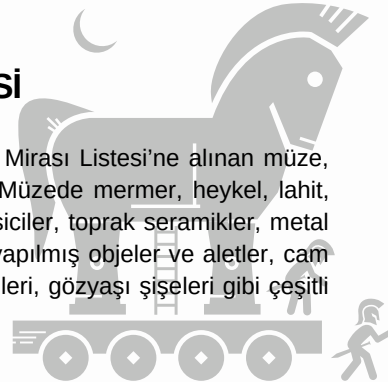 Sİ
Mirası Listesi’ne alınan müze,
Müzede mermer, heykel, lahit,
siciler, toprak seramikler, metal
yapılmış objeler ve aletler, cam
leri, gözyaşı şişeleri gibi çeşitli